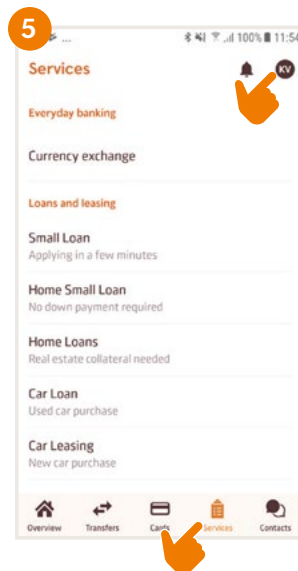 5
... 100% 11:54
Services
KV
Everyday banking
Currency exchange
Loans and leasing
Small Loan
Applying in a few minutes
Home Small Loan
No down payment required
Home Loans
Real estate collateral needed
Car Loan
Used car purchase
Car Leasing
New car purchase
Overview Transfers Cards Services Contacts